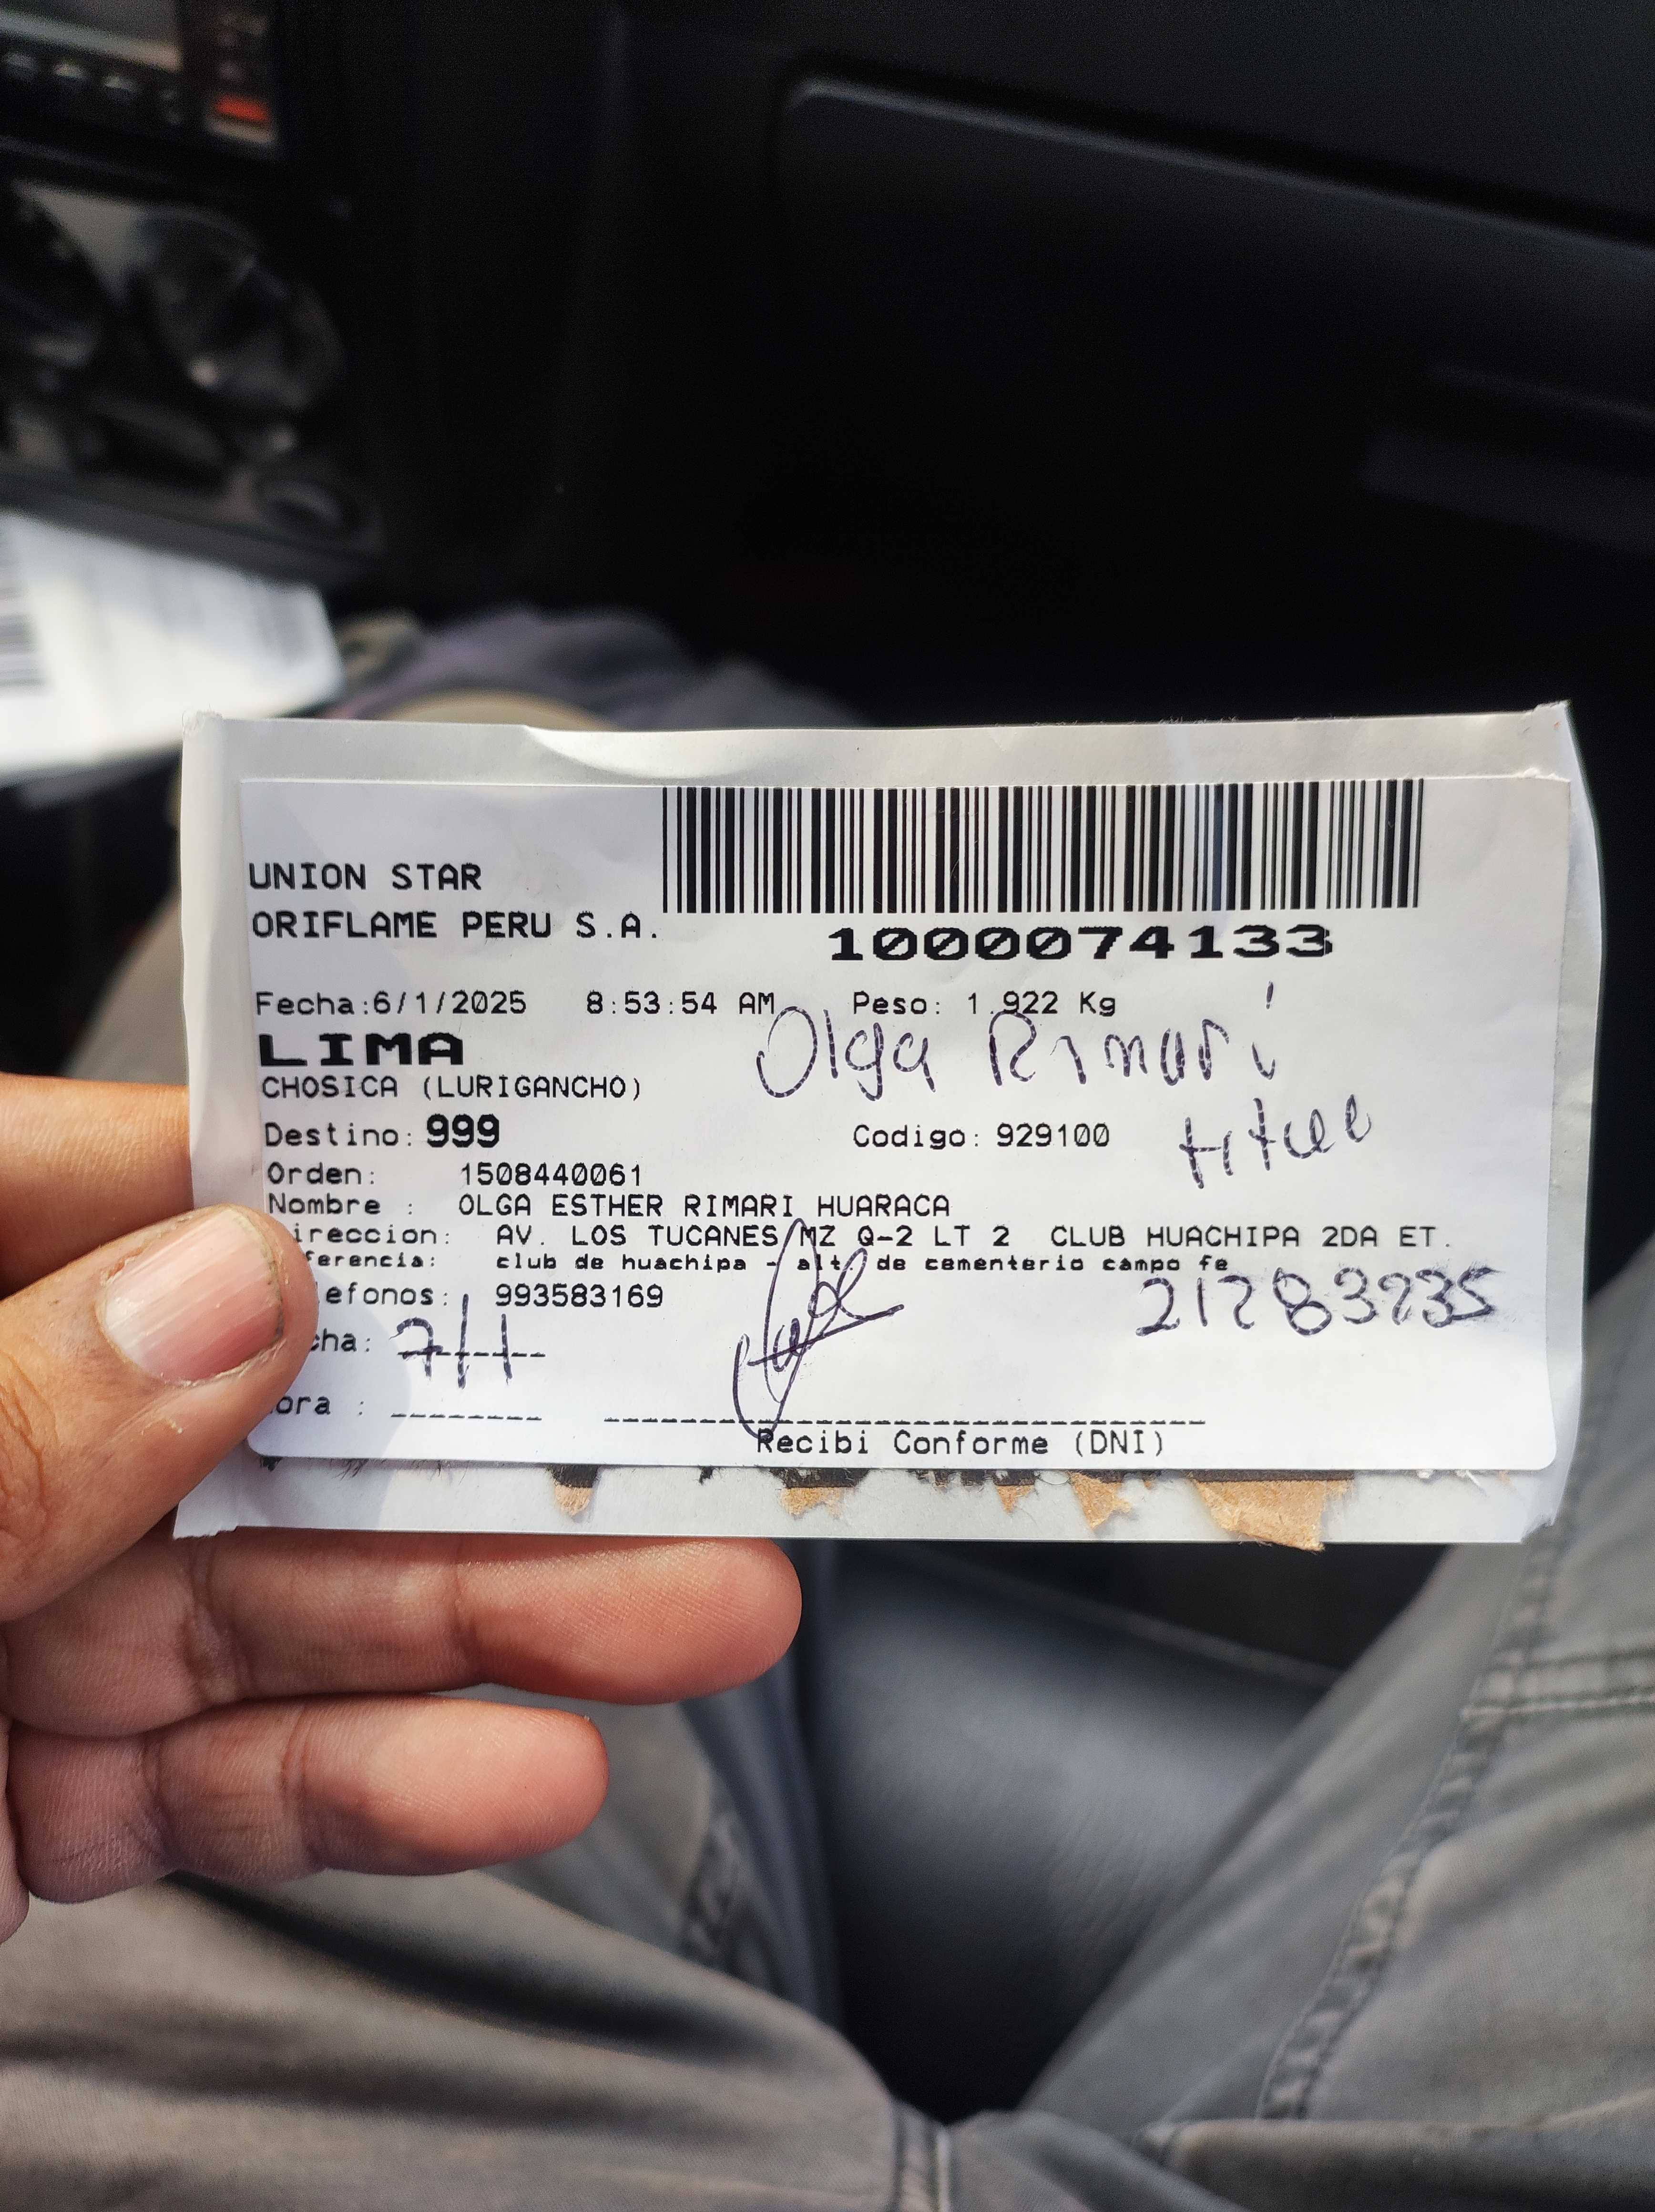 UNION STAR
ORIFLAME PERU S.A.
1000074133
Fecha:6/1/2025 8:53:54 AM Peso: 1.922 Kg
LIMA
Olga Rimari
CHOSICA (LURIGANCHO)
Destino: 999 Codigo: 929100
Orden: 1508440061
Nombre : OLGA ESTHER RIMARI HUARACA
ireccion: AV. LOS TUCANES MZ Q-2 LT 2 CLUB HUACHIPA 2DA ET.
ferencia: club de huachipa - alt. de cementerio campo fe
efonos: 993583169
cha: 7/1
ora :
Recibi Conforme (DNI)